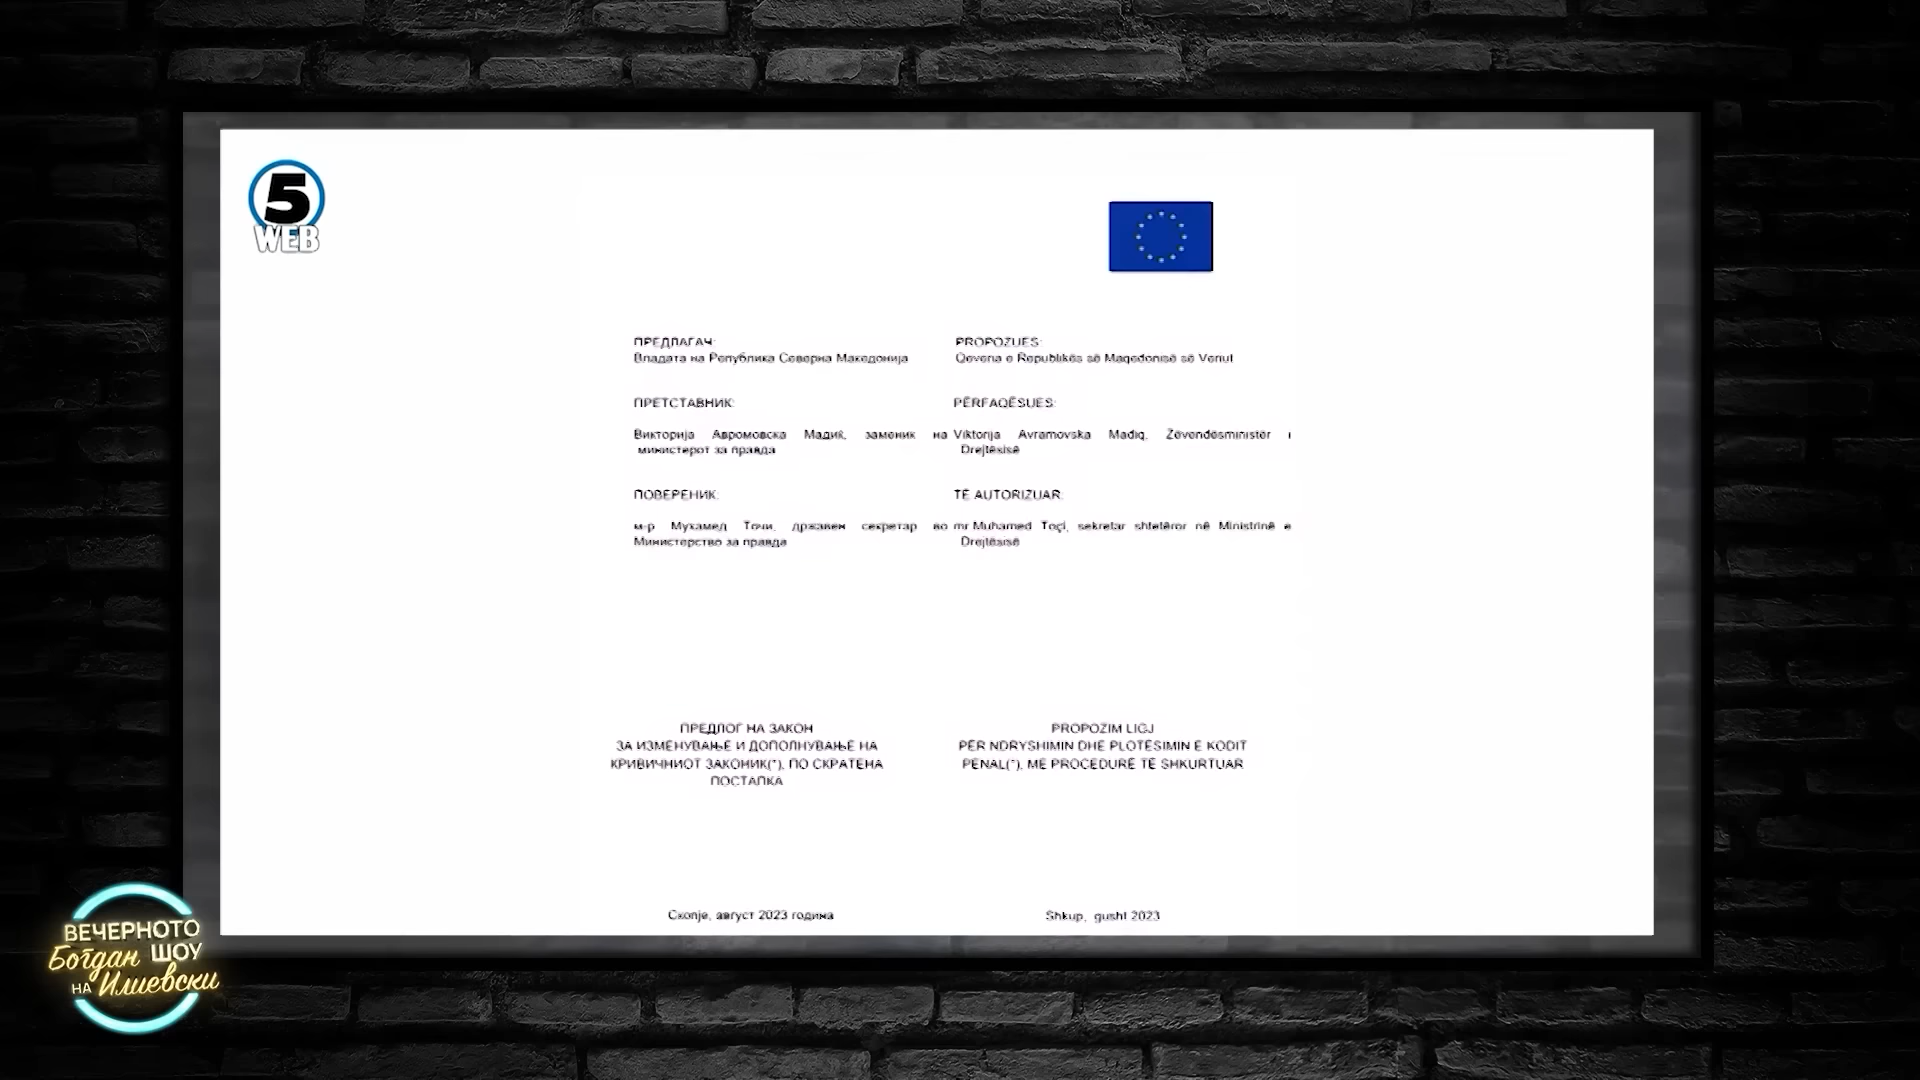 5
WEB
ПРЕДЛАГАЧ:
Владата на Република Северна Македонија
ПРЕТСТАВНИК:
Викторија Авромовска Мадиќ, заменик на
министерот за правда
ПОВЕРЕНИК:
м-р Мухамед Точи, државен секретар во
Министерство за правда
PROPOZUES:
Qeveria e Republikës së Maqedonisë së Veriut
PËRFAQËSUES:
Viktorija Avramovska Madiq, Zëvendësministër i
Drejtësisë
TË AUTORIZUAR:
mr Muhamed Toçi, sekretar shtetëror në Ministrinë e
Drejtësisë
ПРЕДЛОГ НА ЗАКОН
ЗА ИЗМЕНУВАЊЕ И ДОПОЛНУВАЊЕ НА
КРИВИЧНИОТ ЗАКОНИК(*), ПО СКРАТЕНА
ПОСТАПКА
PROPOZIM LIGJ
PËR NDRYSHIMIN DHE PLOTËSIMIN E KODIT
PENAL(*), ME PROCEDURË TË SHKURTUAR
Скопје, август 2023 година
Shkup, gusht 2023
ВЕЧЕРНОТО
Богдан ШОУ
НА Илиевски